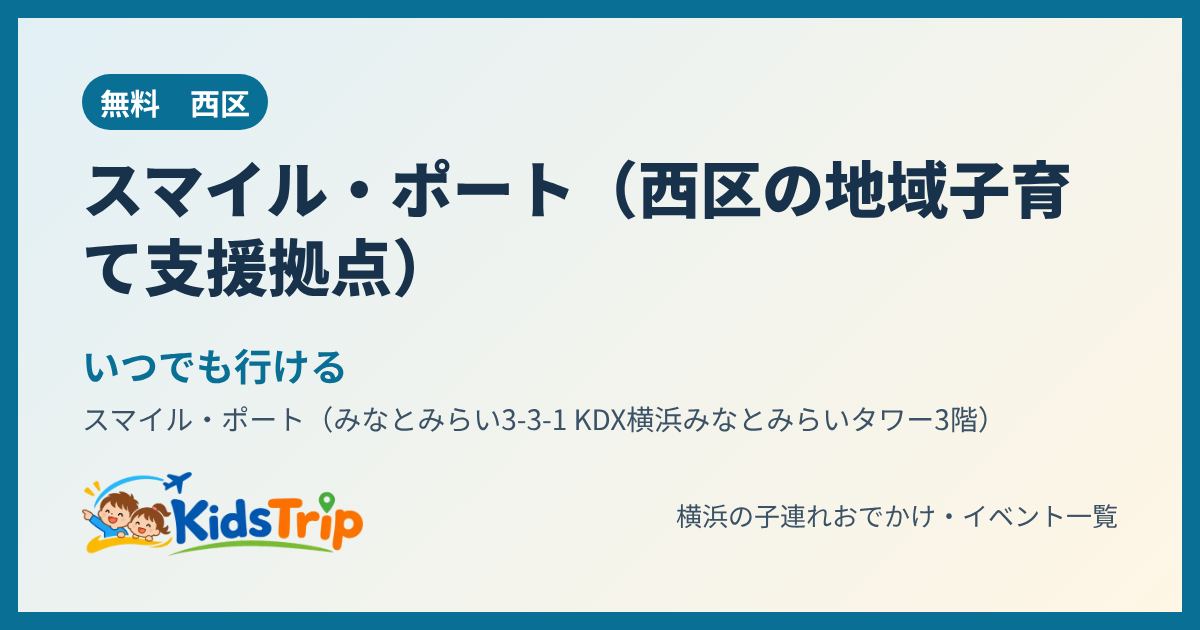 無料　西区
スマイル・ポート（西区の地域子育
て支援拠点）
いつでも行ける
スマイル・ポート（みなとみらい3-3-1 KDX横浜みなとみらいタワー3階）
KidsTrip
横浜の子連れおでかけ・イベント一覧